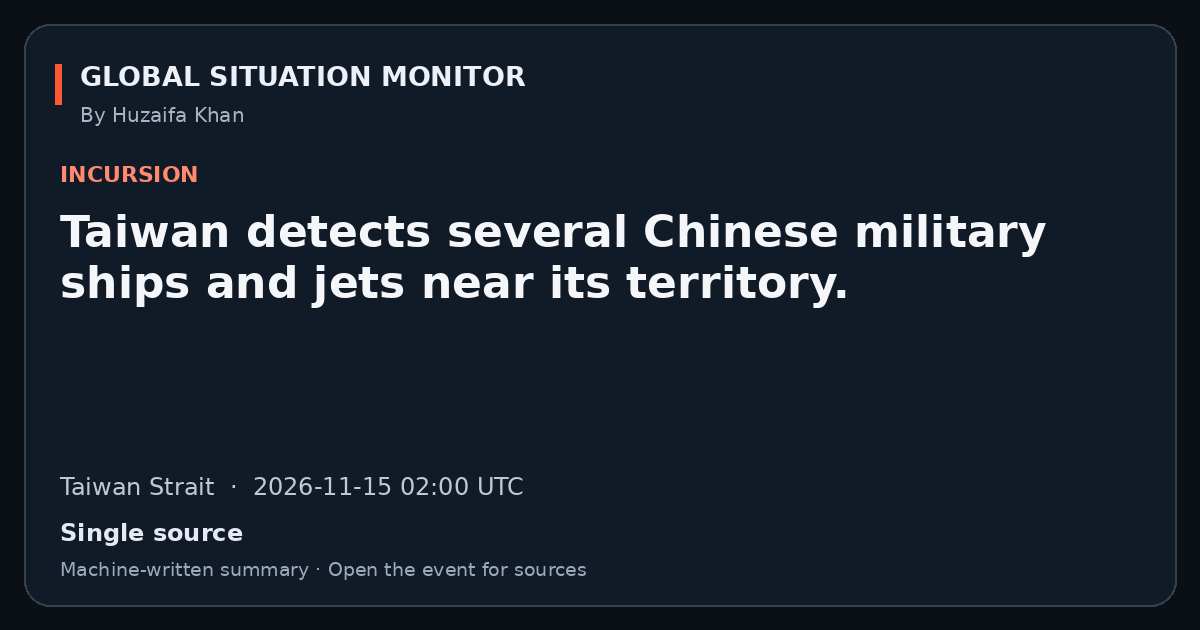 GLOBAL SITUATION MONITOR
By Huzaifa Khan
INCURSION
Taiwan detects several Chinese military
ships and jets near its territory.
Taiwan Strait · 2026-11-15 02:00 UTC
Single source
Machine-written summary · Open the event for sources